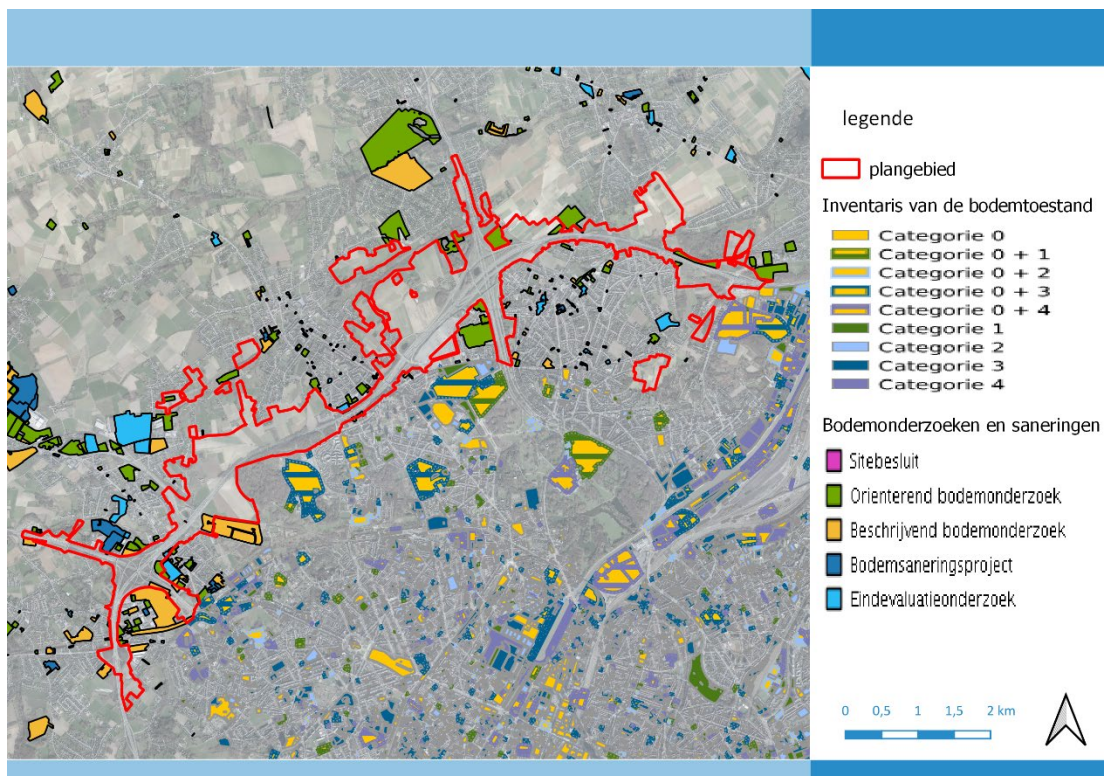 legende
plangebied
Inventaris van de bodemtoestand
Categorie 0
Categorie 0 + 1
Categorie 0 + 2
Categorie 0 + 3
Categorie 0 + 4
Categorie 1
Categorie 2
Categorie 3
Categorie 4
Bodemonderzoeken en saneringen
Sitebesluit
Orienterend bodemonderzoek
Beschrijvend bodemonderzoek
Bodemsaneringsproject
Eindevaluatieonderzoek
0 0,5 1 1,5 2 km